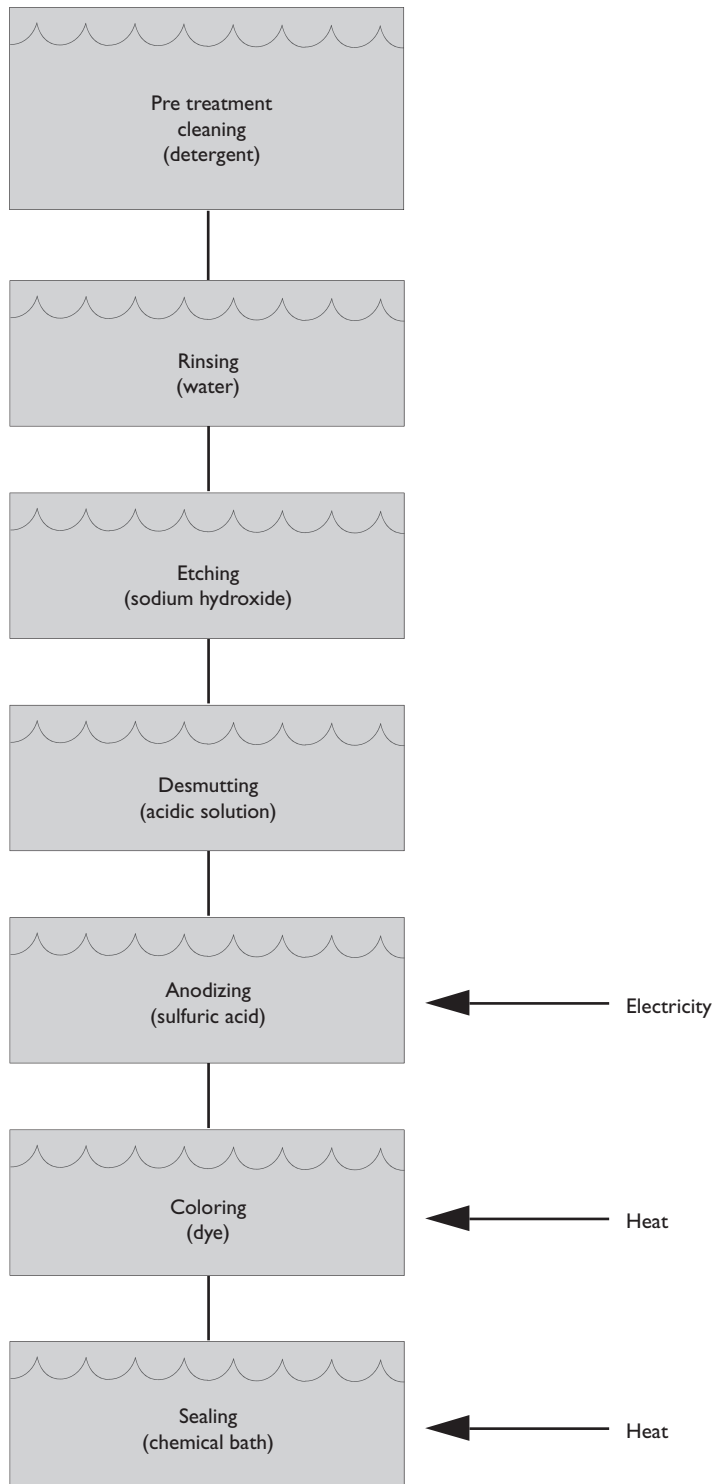 Pre treatment
cleaning
(detergent)
Rinsing
(water)
Etching
(sodium hydroxide)
Desmutting
(acidic solution)
Anodizing
(sulfuric acid)
Electricity
Coloring
(dye)
Heat
Sealing
(chemical bath)
Heat